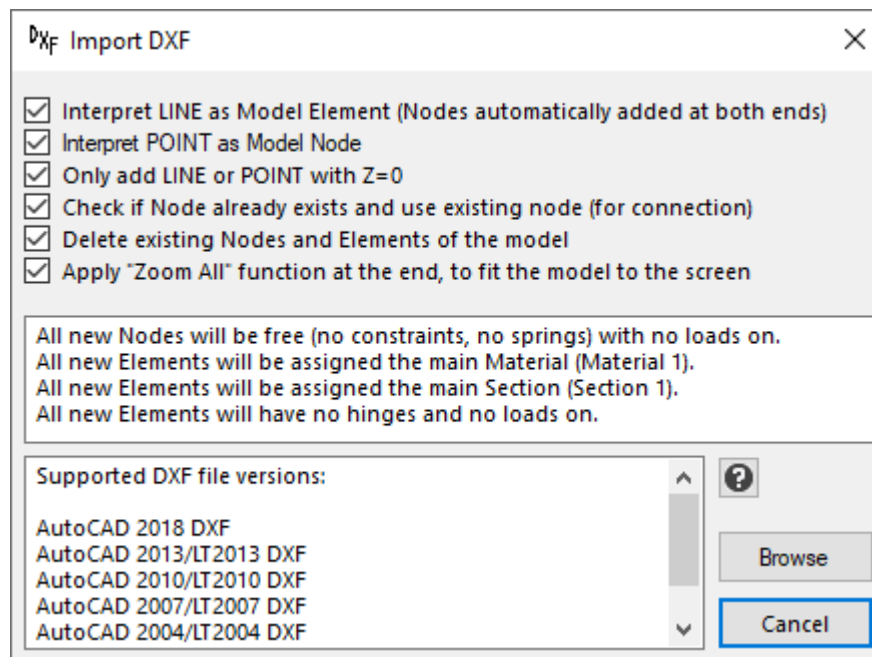 DXF Import DXF
Interpret LINE as Model Element (Nodes automatically added at both ends)
Interpret POINT as Model Node
Only add LINE or POINT with Z=0
Check if Node already exists and use existing node (for connection)
Delete existing Nodes and Elements of the model
Apply "Zoom All" function at the end, to fit the model to the screen
All new Nodes will be free (no constraints, no springs) with no loads on.
All new Elements will be assigned the main Material (Material 1).
All new Elements will be assigned the main Section (Section 1).
All new Elements will have no hinges and no loads on.
Supported DXF file versions:
AutoCAD 2018 DXF
AutoCAD 2013/LT2013 DXF
AutoCAD 2010/LT2010 DXF
AutoCAD 2007/LT2007 DXF
AutoCAD 2004/LT2004 DXF
?
Browse
Cancel